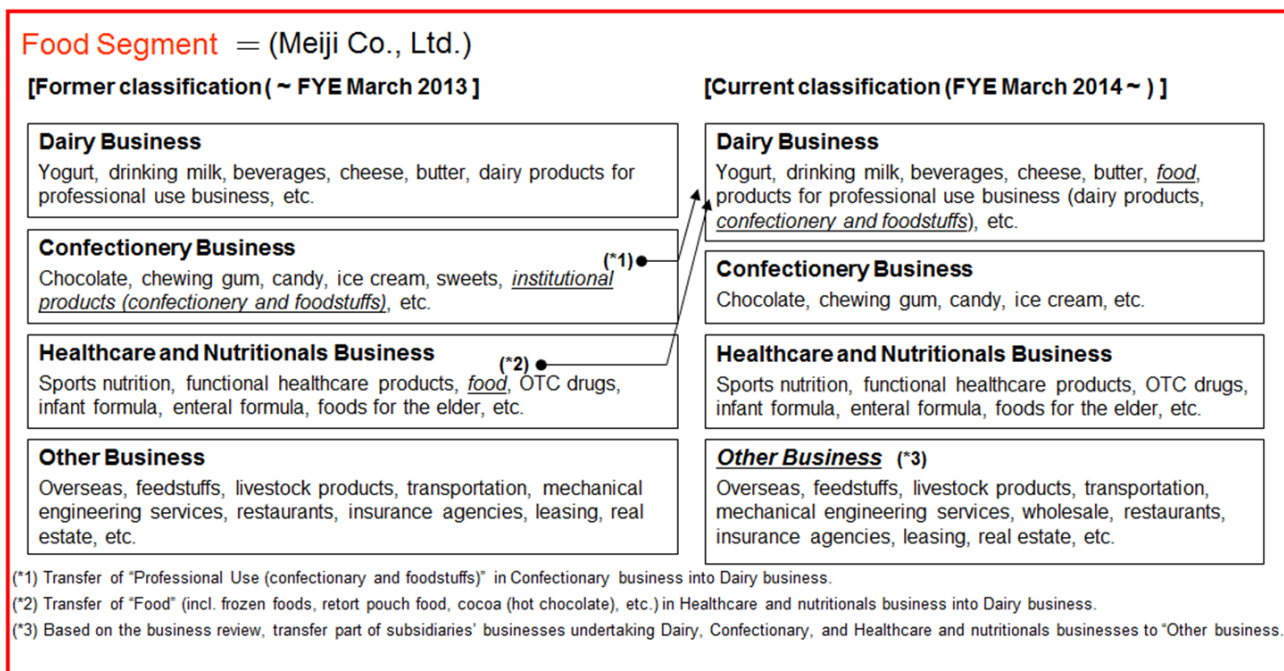 Food Segment = (Meiji Co., Ltd.)
[Former classification ( ~ FYE March 2013 ]
Dairy Business
Yogurt, drinking milk, beverages, cheese, butter, dairy products for
professional use business, etc.
Confectionery Business
(*1)
Chocolate, chewing gum, candy, ice cream, sweets, institutional
products (confectionery and foodstuffs), etc.
Healthcare and Nutritionals Business
(*2)
Sports nutrition, functional healthcare products, food, OTC drugs,
infant formula, enteral formula, foods for the elder, etc.
Other Business
Overseas, feedstuffs, livestock products, transportation, mechanical
engineering services, restaurants, insurance agencies, leasing, real
estate, etc.
[Current classification (FYE March 2014 ~ ) ]
Dairy Business
Yogurt, drinking milk, beverages, cheese, butter, food,
products for professional use business (dairy products,
confectionery and foodstuffs), etc.
Confectionery Business
Chocolate, chewing gum, candy, ice cream, etc.
Healthcare and Nutritionals Business
Sports nutrition, functional healthcare products, OTC drugs,
infant formula, enteral formula, foods for the elder, etc.
Other Business (*3)
Overseas, feedstuffs, livestock products, transportation,
mechanical engineering services, wholesale, restaurants,
insurance agencies, leasing, real estate, etc.
(*1) Transfer of “Professional Use (confectionary and foodstuffs)” in Confectionary business into Dairy business.
(*2) Transfer of “Food” (incl. frozen foods, retort pouch food, cocoa (hot chocolate), etc.) in Healthcare and nutritionals business into Dairy business.
(*3) Based on the business review, transfer part of subsidiaries’ businesses undertaking Dairy, Confectionary, and Healthcare and nutritionals businesses to “Other business.